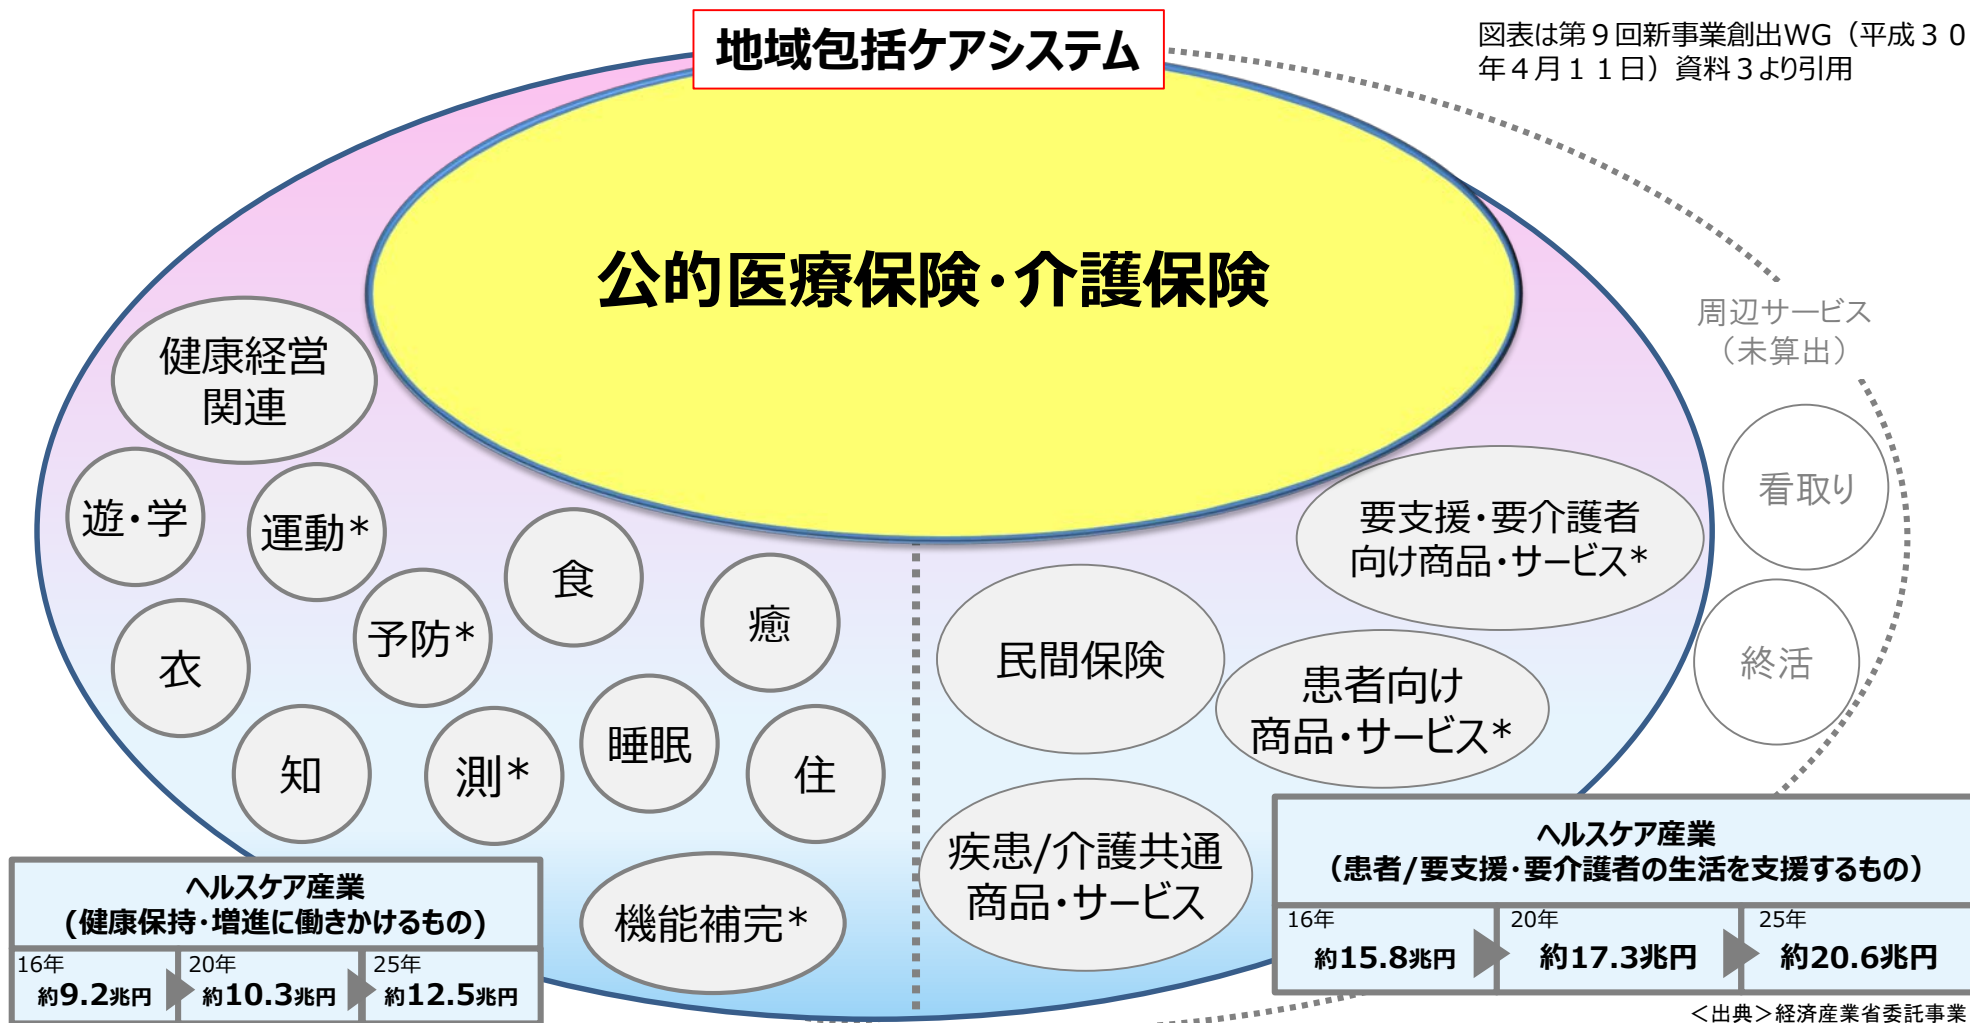 地域包括ケアシステム
図表は第９回新事業創出WG（平成３０
年４月１１日）資料３より引用
公的医療保険・介護保険
周辺サービス
（未算出）
健康経営
関連
遊・学
運動*
食
癒
衣
予防*
知
測*
睡眠
住
機能補完*
要支援・要介護者
向け商品・サービス*
民間保険
患者向け
商品・サービス*
疾患/介護共通
商品・サービス
看取り
終活
ヘルスケア産業
(健康保持・増進に働きかけるもの)
16年
約9.2兆円
20年
約10.3兆円
25年
約12.5兆円
ヘルスケア産業
（患者/要支援・要介護者の生活を支援するもの）
16年
約15.8兆円
20年
約17.3兆円
25年
約20.6兆円
＜出典＞経済産業省委託事業